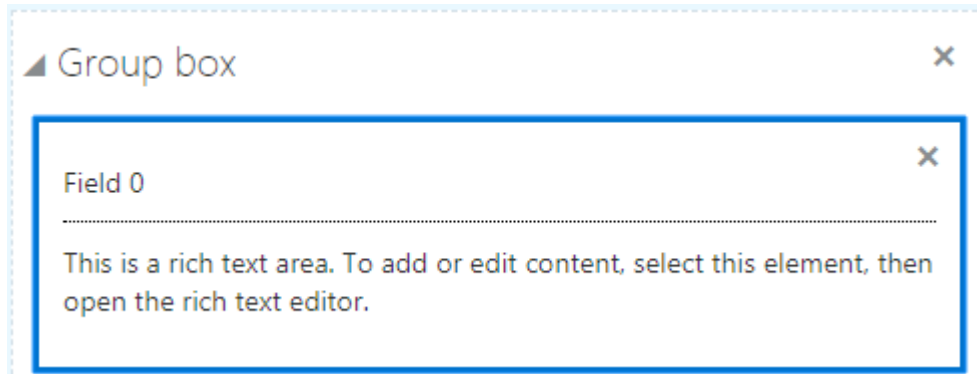 Group box
Field 0
This is a rich text area. To add or edit content, select this element, then
open the rich text editor.